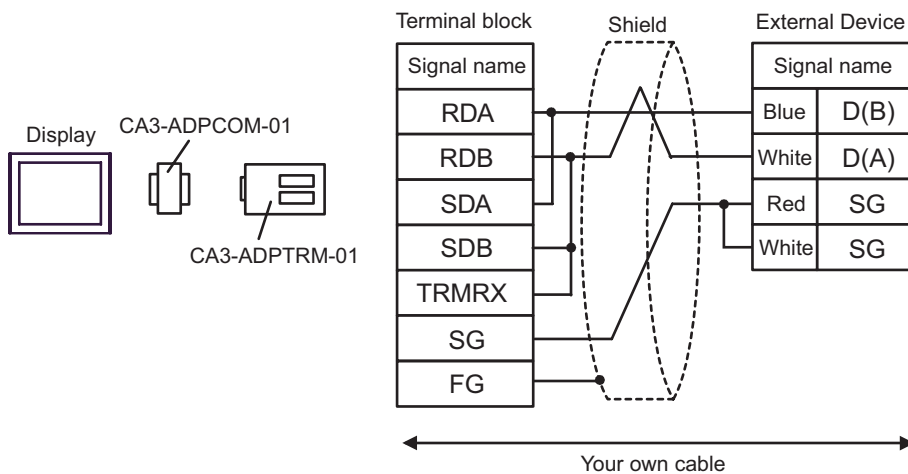 Display
CA3-ADPCOM-01
CA3-ADPTRM-01
Terminal block
Shield
External Device
Signal name
Signal name
RDA
Blue D(B)
RDB
White D(A)
SDA
Red SG
SDB
White SG
TRMRX
SG
FG
Your own cable